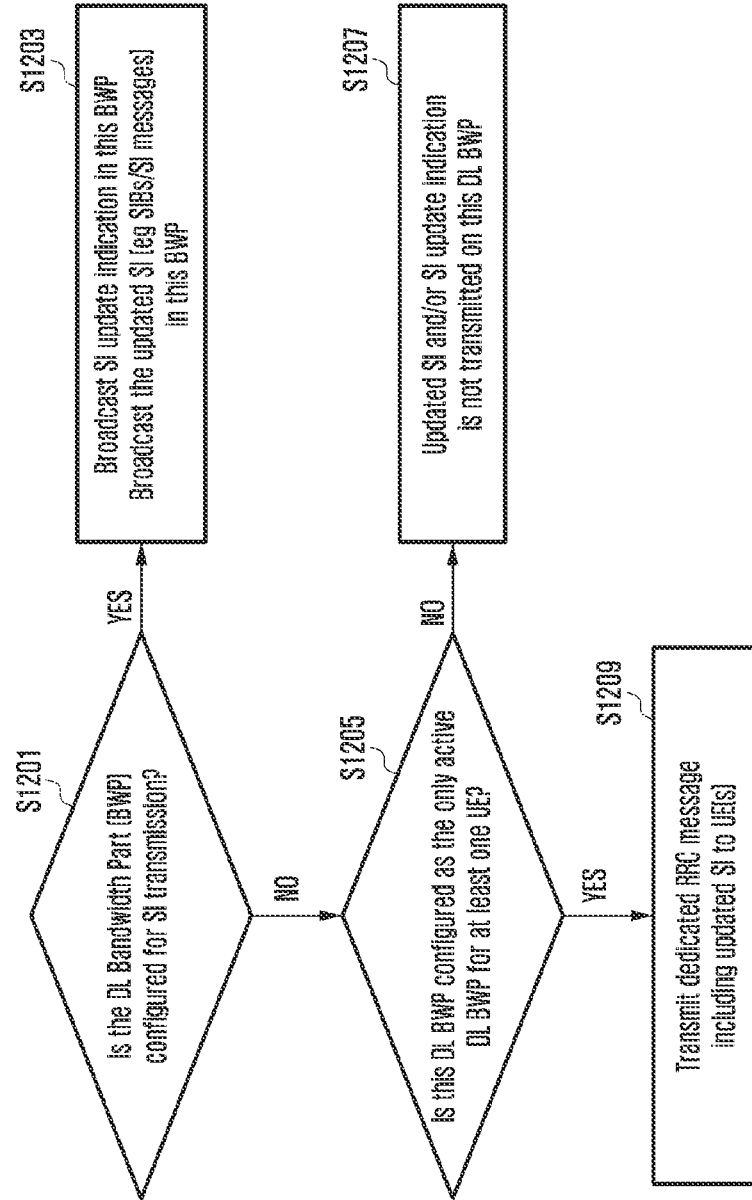 S1201
Is the DL Bandwidth Part (BWP)
configured for SI transmission?
YES
S1203
Broadcast SI update indication in this BWP
Broadcast the updated SI (eg SIBs/SI messages)
in this BWP
NO
S1205
Is this DL BWP configured as the only active
DL BWP for at least one UE?
NO
S1207
Updated SI and/or SI update indication
is not transmitted on this DL BWP
YES
S1209
Transmit dedicated RRC message
including updated SI to UE(s)